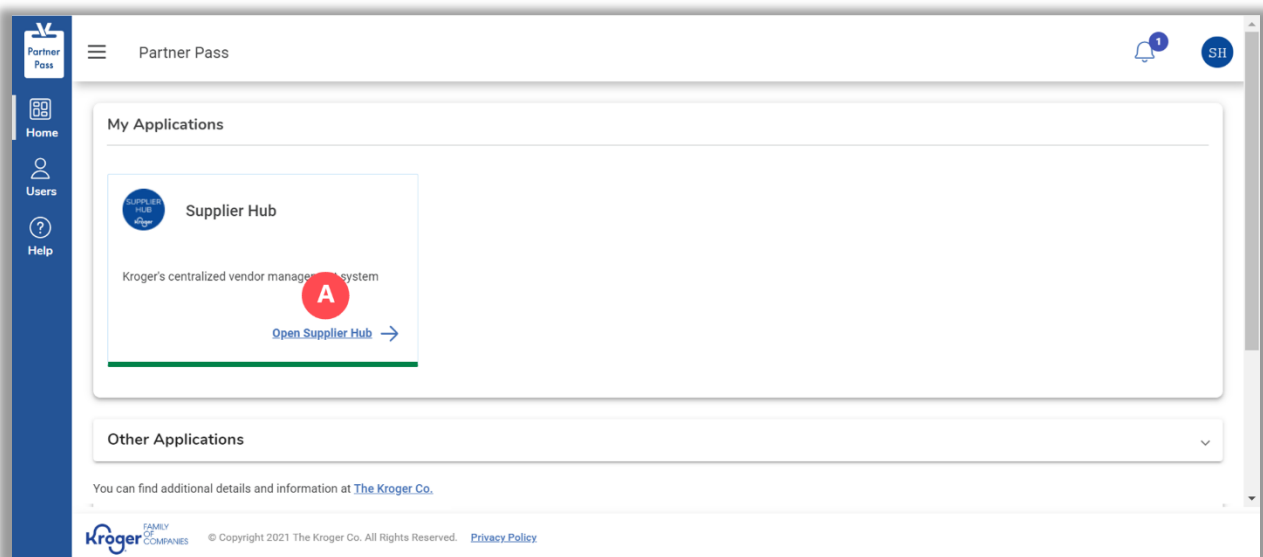 Partner
Pass
Partner Pass
1
SH
Home
Users
?
Help
My Applications
SUPPLIER
HUB
Kroger
Supplier Hub
Kroger's centralized vendor management system
A
Open Supplier Hub
Other Applications
You can find additional details and information at The Kroger Co.
Kroger FAMILY
OF
COMPANIES
© Copyright 2021 The Kroger Co. All Rights Reserved. Privacy Policy